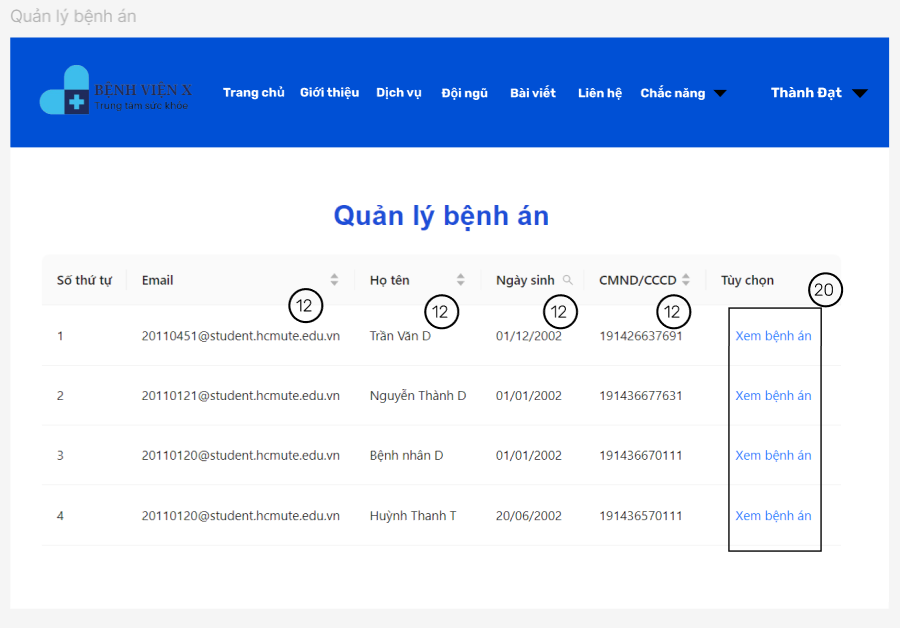 Quản lý bệnh án
BỆNH VIỆN X
Trung tâm sức khỏe
Trang chủ Giới thiệu Dịch vụ Đội ngũ Bài viết Liên hệ Chắc năng Thành Đạt
Quản lý bệnh án
Số thứ tự Email Họ tên Ngày sinh CMND/CCCD Tùy chọn
12 12 12 12 20
1 20110451@student.hcmute.edu.vn Trần Văn D 01/12/2002 191426637691 Xem bệnh án
2 20110121@student.hcmute.edu.vn Nguyễn Thành D 01/01/2002 191436677631 Xem bệnh án
3 20110120@student.hcmute.edu.vn Bệnh nhân D 01/01/2002 191436670111 Xem bệnh án
4 20110120@student.hcmute.edu.vn Huỳnh Thanh T 20/06/2002 191436570111 Xem bệnh án